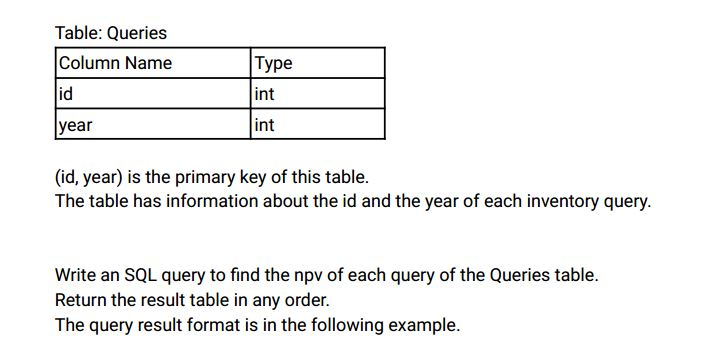 Table: Queries
Column Name Type
id int
year int
(id, year) is the primary key of this table.
The table has information about the id and the year of each inventory query.
Write an SQL query to find the npv of each query of the Queries table.
Return the result table in any order.
The query result format is in the following example.